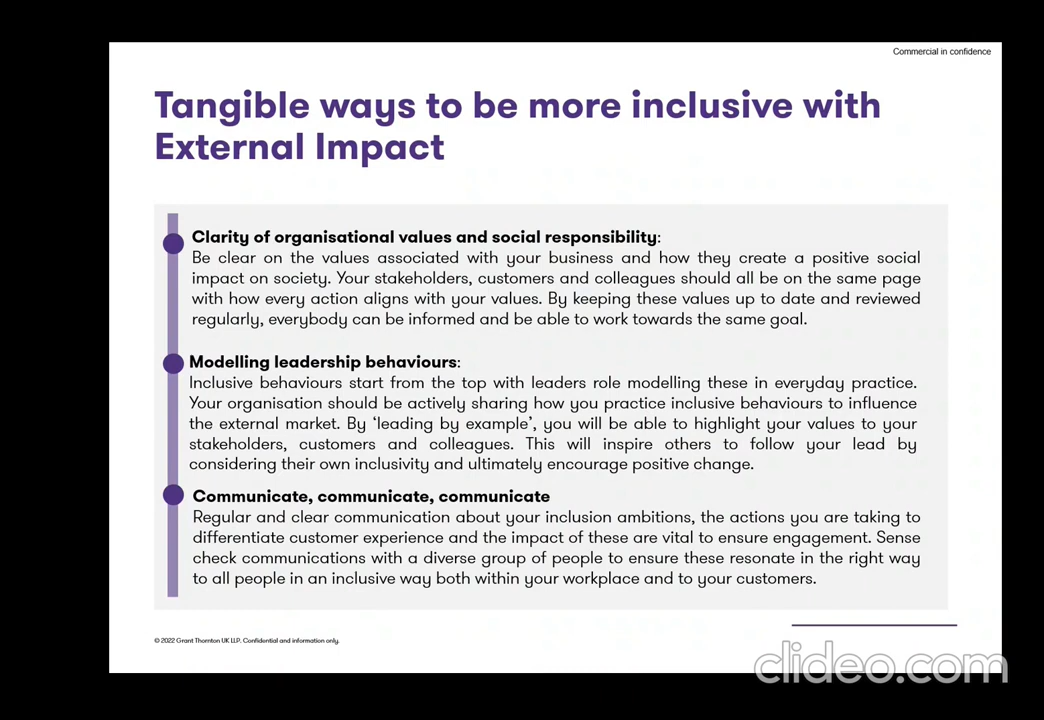 Commercial in confidence
Tangible ways to be more inclusive with
External Impact
Clarity of organisational values and social responsibility:
Be clear on the values associated with your business and how they create a positive social
impact on society. Your stakeholders, customers and colleagues should all be on the same page
with how every action aligns with your values. By keeping these values up to date and reviewed
regularly, everybody can be informed and be able to work towards the same goal.
Modelling leadership behaviours:
Inclusive behaviours start from the top with leaders role modelling these in everyday practice.
Your organisation should be actively sharing how you practice inclusive behaviours to influence
the external market. By ‘leading by example’, you will be able to highlight your values to your
stakeholders, customers and colleagues. This will inspire others to follow your lead by
considering their own inclusivity and ultimately encourage positive change.
Communicate, communicate, communicate
Regular and clear communication about your inclusion ambitions, the actions you are taking to
differentiate customer experience and the impact of these are vital to ensure engagement. Sense
check communications with a diverse group of people to ensure these resonate in the right way
to all people in an inclusive way both within your workplace and to your customers.
© 2022 Grant Thornton UK LLP. Confidential and information only.
clideo.com